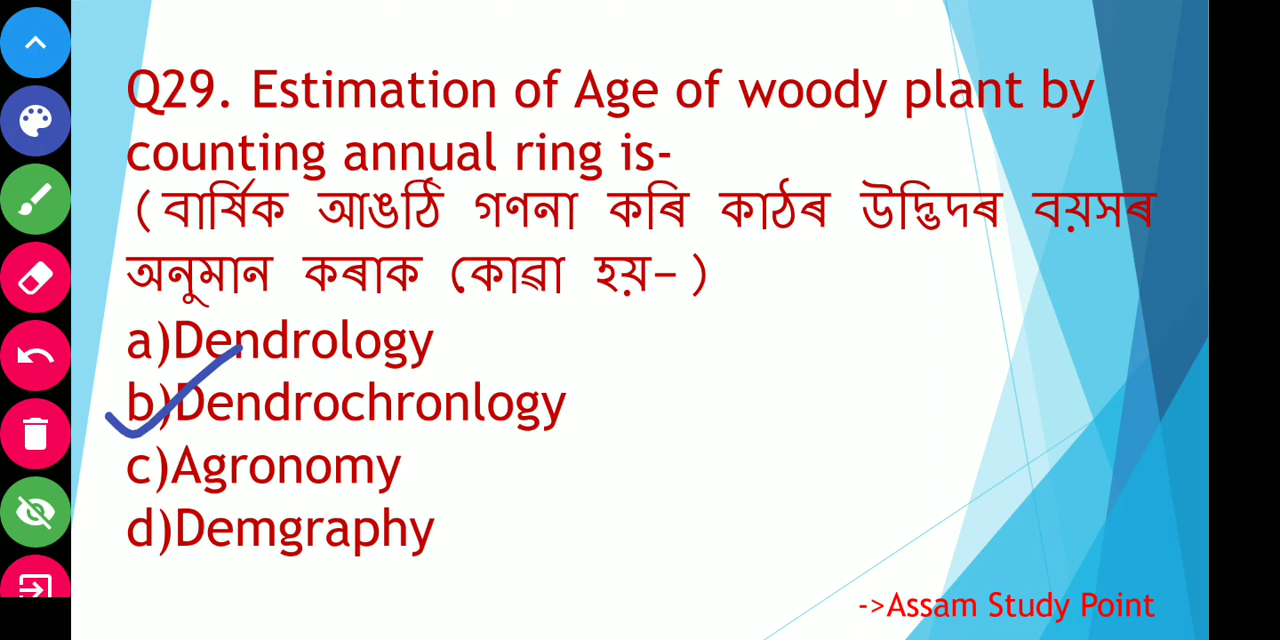 Q29. Estimation of Age of woody plant by
counting annual ring is-
( বাৰ্ষিক আঙঠি গণনা কৰি কাঠৰ উদ্ভিদৰ বয়সৰ
অনুমান কৰাক কোৱা হয়– )
a)Dendrology
b)Dendrochronlogy
c)Agronomy
d)Demgraphy
->Assam Study Point